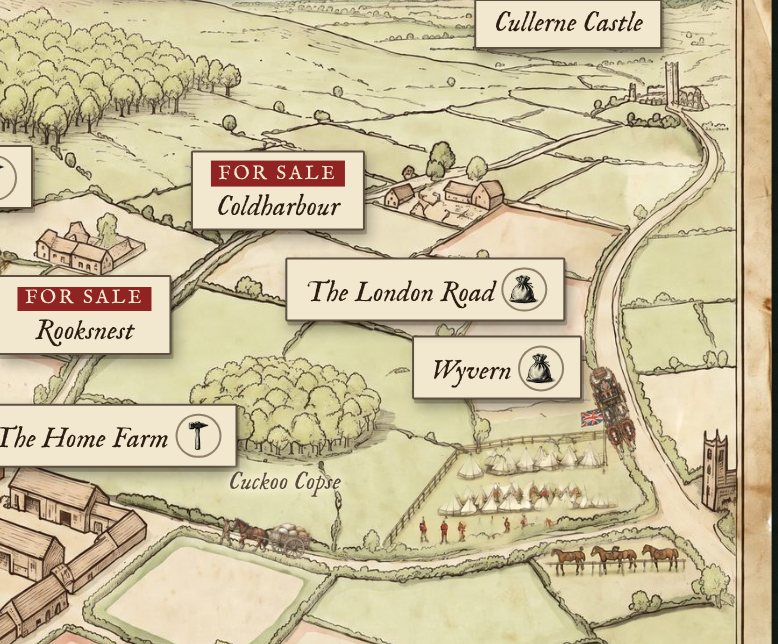 Cullerne Castle
FOR SALE
Coldharbour
The London Road
FOR SALE
Rooksnest
Wyvern
The Home Farm
Cuckoo Copse